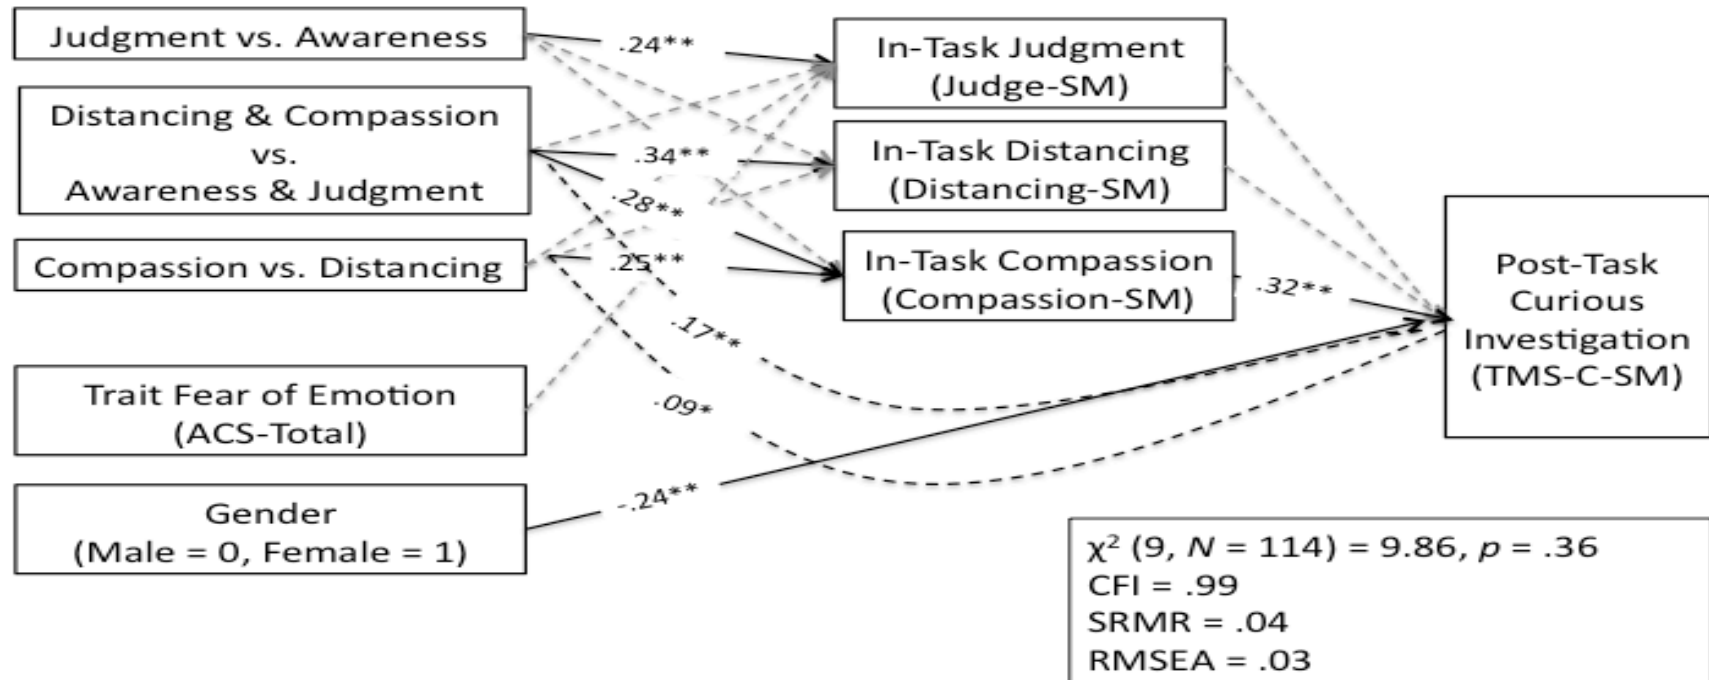 Judgment vs. Awareness
Distancing & Compassion
vs.
Awareness & Judgment
Compassion vs. Distancing
Trait Fear of Emotion
(ACS-Total)
Gender
(Male = 0, Female = 1)
.24**
.34**
.28**
.25**
.17**
.09*
-.24**
In-Task Judgment
(Judge-SM)
In-Task Distancing
(Distancing-SM)
In-Task Compassion
(Compassion-SM)
.32**
Post-Task
Curious
Investigation
(TMS-C-SM)
χ² (9, N = 114) = 9.86, p = .36
CFI = .99
SRMR = .04
RMSEA = .03